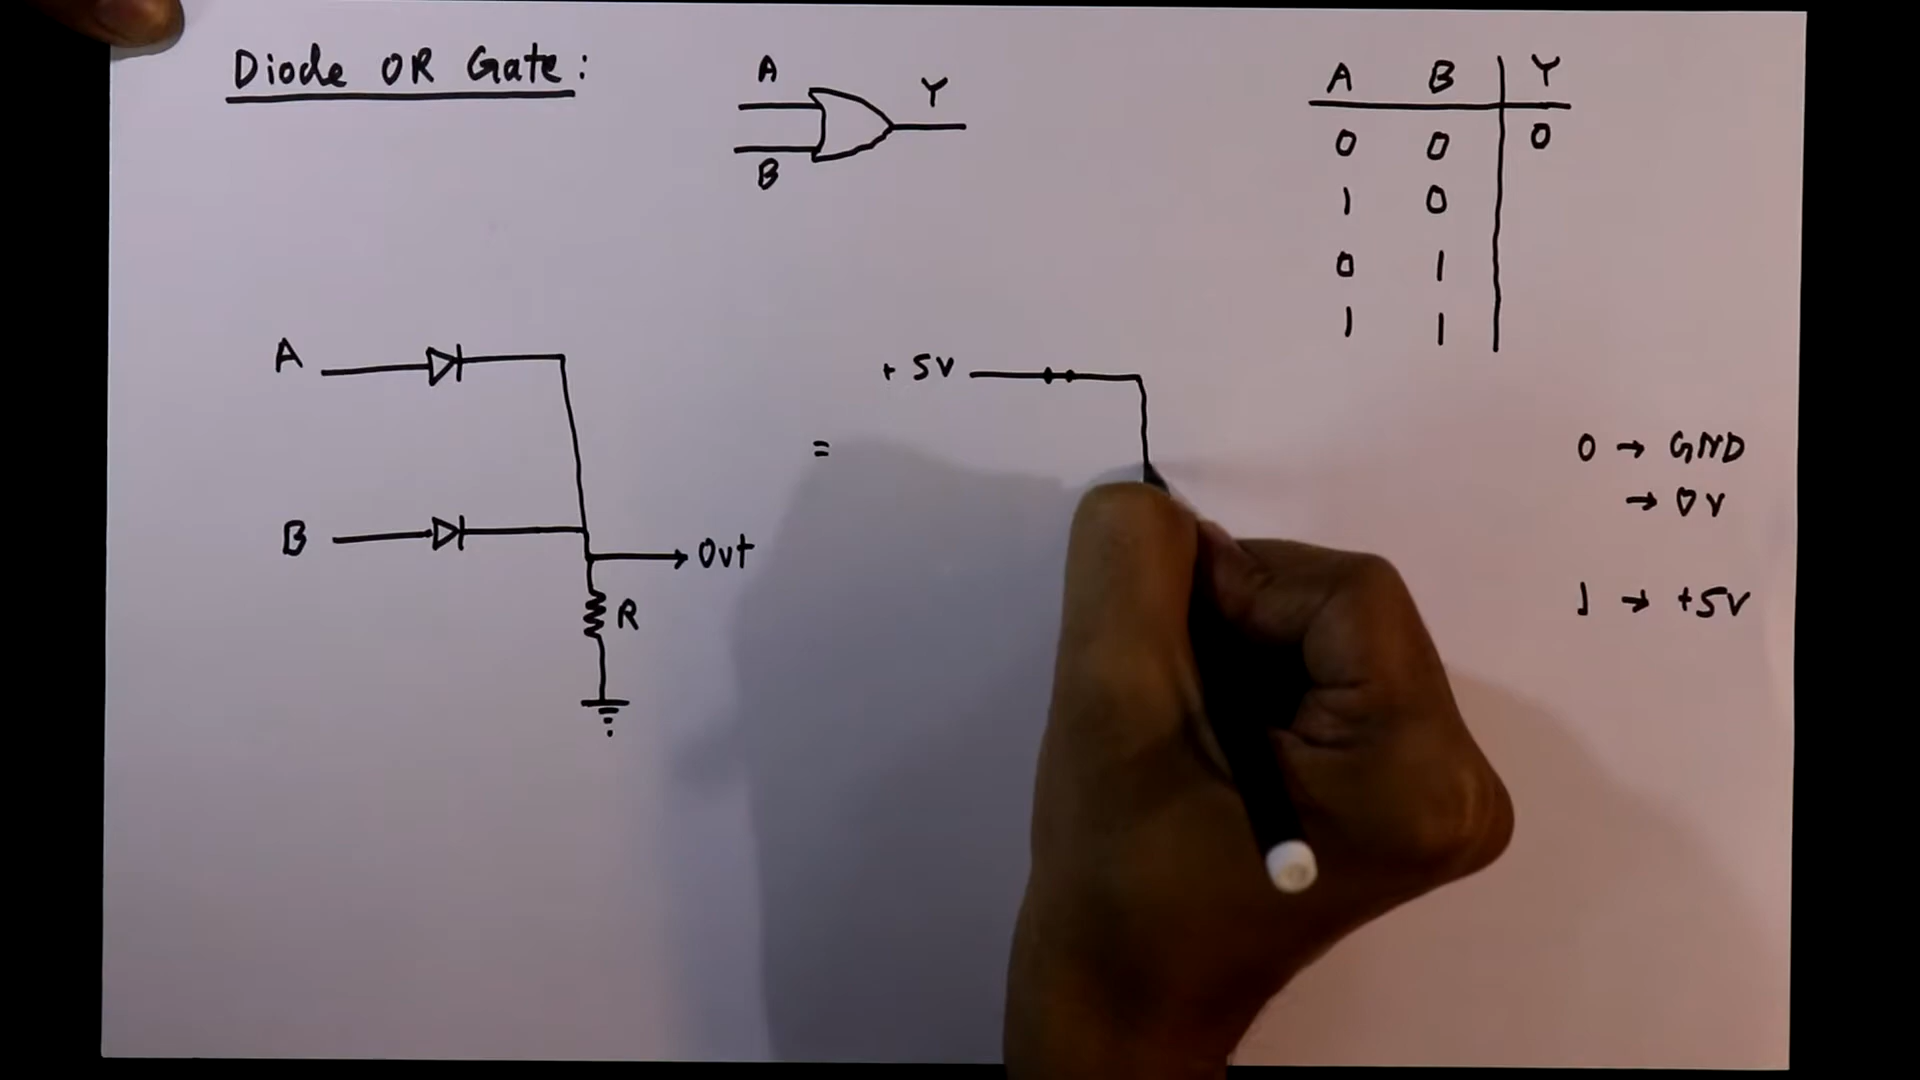 Diode OR Gate:
A
Y
B
A B Y
0 0 0
1 0
0 1
1 1
A
+ 5V
=
0 → GND
→ 0V
B
Out
R
1 → +5V